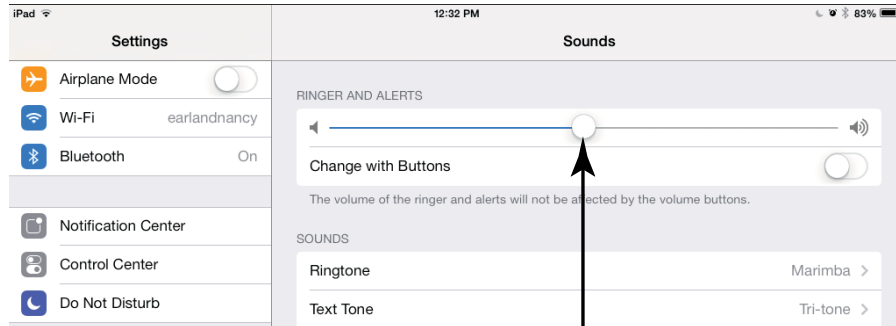 iPad 12:32 PM 83%
Settings
Airplane Mode
Wi-Fi earlandnancy
Bluetooth On
Notification Center
Control Center
Do Not Disturb
Sounds
RINGER AND ALERTS
Change with Buttons
The volume of the ringer and alerts will not be affected by the volume buttons.
SOUNDS
Ringtone Marimba
Text Tone Tri-tone